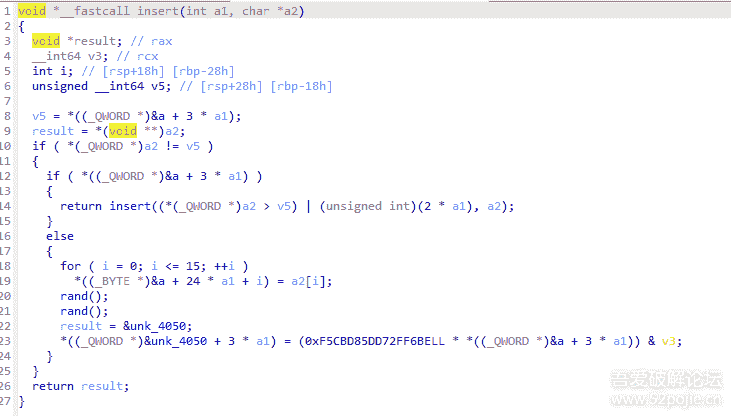 1 void *__fastcall insert(int a1, char *a2)
2 {
3   void *result; // rax
4   __int64 v3; // rcx
5   int i; // [rsp+18h] [rbp-28h]
6   unsigned __int64 v5; // [rsp+28h] [rbp-18h]
7
8   v5 = *((_QWORD *)&a + 3 * a1);
9   result = *(void **)a2;
10   if ( *(_QWORD *)a2 != v5 )
11   {
12     if ( *((_QWORD *)&a + 3 * a1) )
13     {
14       return insert((*(_QWORD *)a2 > v5) | (unsigned int)(2 * a1), a2);
15     }
16     else
17     {
18       for ( i = 0; i <= 15; ++i )
19         *((_BYTE *)&a + 24 * a1 + i) = a2[i];
20       rand();
21       rand();
22       result = &unk_4050;
23       *((_QWORD *)&unk_4050 + 3 * a1) = (0xF5CBD85DD72FF6BELL * *((_QWORD *)&a + 3 * a1)) & v3;
24     }
25   }
26   return result;
27 }
吾爱破解论坛
www.52pojie.cn